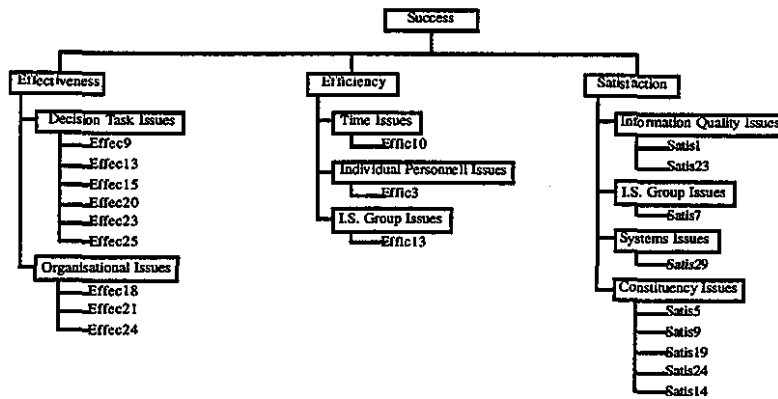 Success
Effectiveness
Decision Task Issues
Effec9
Effec13
Effec15
Effec20
Effec23
Effec25
Organisational Issues
Effec18
Effec21
Effec24
Efficiency
Time Issues
Effic10
Individual Personnell Issues
Effic3
I.S. Group Issues
Effic13
Satisfaction
Information Quality Issues
Satis1
Satis23
I.S. Group Issues
Satis7
Systems Issues
Satis29
Constituency Issues
Satis5
Satis9
Satis19
Satis24
Satis14